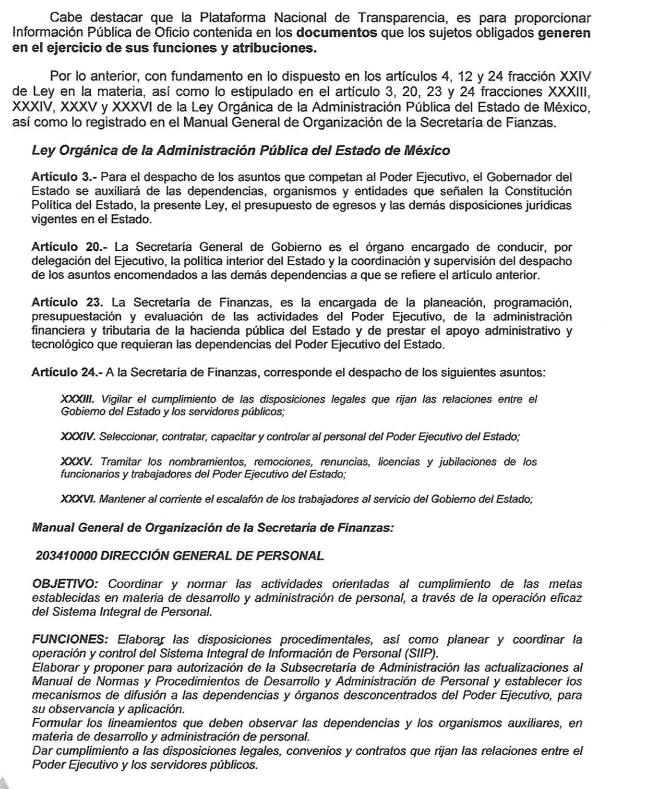 Cabe destacar que la Plataforma Nacional de Transparencia, es para proporcionar
Información Pública de Oficio contenida en los documentos que los sujetos obligados generen
en el ejercicio de sus funciones y atribuciones.
Por lo anterior, con fundamento en lo dispuesto en los artículos 4, 12 y 24 fracción XXIV
de Ley en la materia, así como lo estipulado en el artículo 3, 20, 23 y 24 fracciones XXXIII,
XXXIV, XXXV y XXXVI de la Ley Orgánica de la Administración Pública del Estado de México,
así como lo registrado en el Manual General de Organización de la Secretaría de Fianzas.
Ley Orgánica de la Administración Pública del Estado de México
Artículo 3.- Para el despacho de los asuntos que competan al Poder Ejecutivo, el Gobernador del
Estado se auxiliará de las dependencias, organismos y entidades que señalen la Constitución
Política del Estado, la presente Ley, el presupuesto de egresos y las demás disposiciones jurídicas
vigentes en el Estado.
Artículo 20.- La Secretaría General de Gobierno es el órgano encargado de conducir, por
delegación del Ejecutivo, la política interior del Estado y la coordinación y supervisión del despacho
de los asuntos encomendados a las demás dependencias a que se refiere el artículo anterior.
Artículo 23. La Secretaría de Finanzas, es la encargada de la planeación, programación,
presupuestación y evaluación de las actividades del Poder Ejecutivo, de la administración
financiera y tributaria de la hacienda pública del Estado y de prestar el apoyo administrativo y
tecnológico que requieran las dependencias del Poder Ejecutivo del Estado.
Artículo 24.- A la Secretaría de Finanzas, corresponde el despacho de los siguientes asuntos:
XXXIII. Vigilar el cumplimiento de las disposiciones legales que rijan las relaciones entre el
Gobierno del Estado y los servidores públicos;
XXXIV. Seleccionar, contratar, capacitar y controlar al personal del Poder Ejecutivo del Estado;
XXXV. Tramitar los nombramientos, remociones, renuncias, licencias y jubilaciones de los
funcionarios y trabajadores del Poder Ejecutivo del Estado;
XXXVI. Mantener al corriente el escalafón de los trabajadores al servicio del Gobierno del Estado;
Manual General de Organización de la Secretaría de Finanzas:
203410000 DIRECCIÓN GENERAL DE PERSONAL
OBJETIVO: Coordinar y normar las actividades orientadas al cumplimiento de las metas
establecidas en materia de desarrollo y administración de personal, a través de la operación eficaz
del Sistema Integral de Personal.
FUNCIONES: Elaborar las disposiciones procedimentales, así como planear y coordinar la
operación y control del Sistema Integral de Información de Personal (SIIP).
Elaborar y proponer para autorización de la Subsecretaría de Administración las actualizaciones al
Manual de Normas y Procedimientos de Desarrollo y Administración de Personal y establecer los
mecanismos de difusión a las dependencias y órganos desconcentrados del Poder Ejecutivo, para
su observancia y aplicación.
Formular los lineamientos que deben observar las dependencias y los organismos auxiliares, en
materia de desarrollo y administración de personal.
Dar cumplimiento a las disposiciones legales, convenios y contratos que rijan las relaciones entre el
Poder Ejecutivo y los servidores públicos.